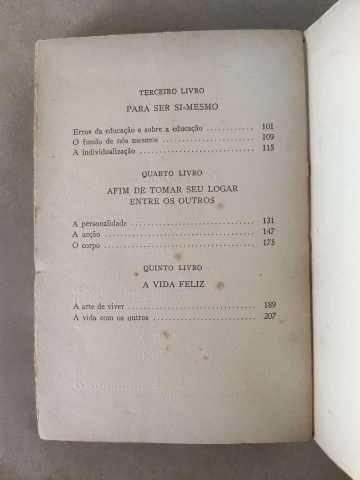 TERCEIRO LIVRO
PARA SER SI-MESMO
Erros da educação e sobre a educação ............ 101
O fundo de nós mesmos ............ 109
A individualização ............ 115
QUARTO LIVRO
AFIM DE TOMAR SEU LOGAR
ENTRE OS OUTROS
A personalidade ............ 131
A acção ............ 147
O corpo ............ 175
QUINTO LIVRO
A VIDA FELIZ
A arte de viver ............ 189
A vida com os outros ............ 207